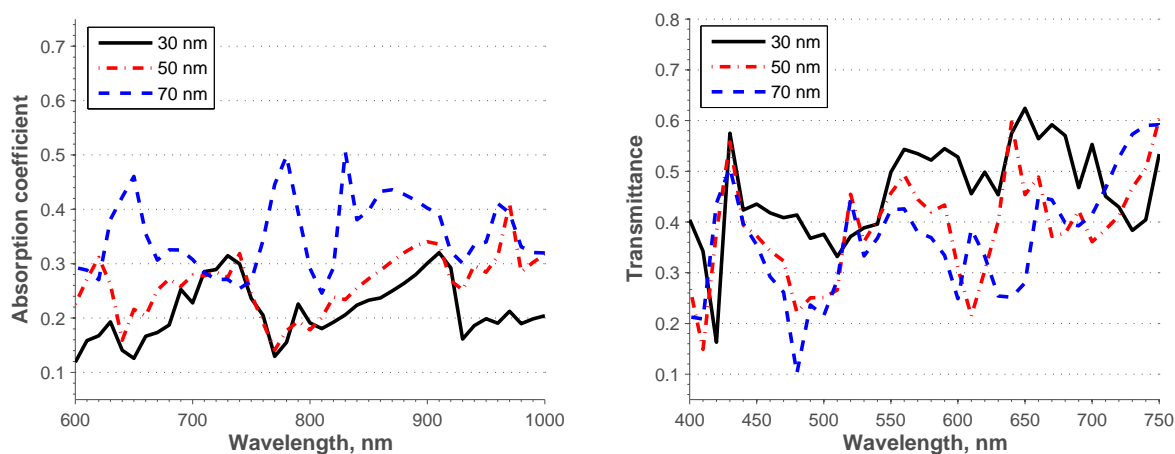 0.7
0.6
0.5
0.4
0.3
0.2
0.1
Absorption coefficient
30 nm
50 nm
70 nm
600 700 800 900 1000
Wavelength, nm
0.8
0.7
0.6
0.5
0.4
0.3
0.2
0.1
0
Transmittance
30 nm
50 nm
70 nm
400 450 500 550 600 650 700 750
Wavelength, nm